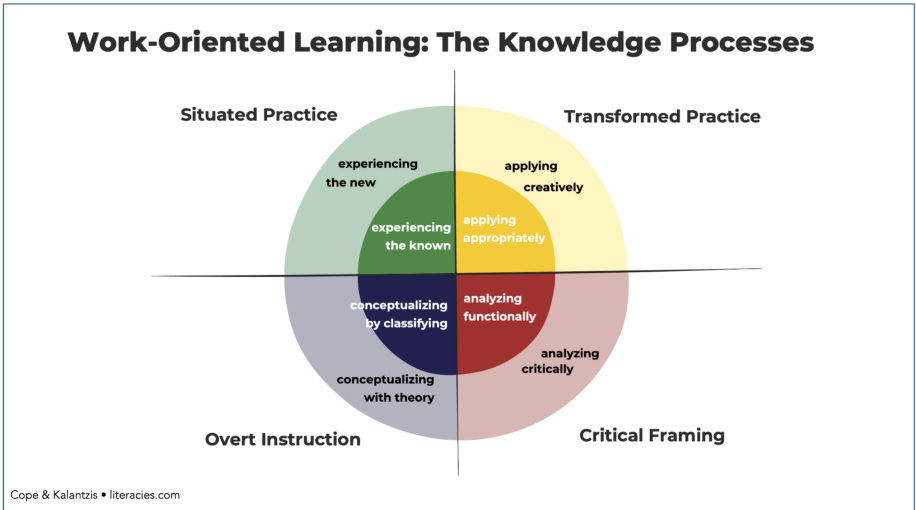 Work-Oriented Learning: The Knowledge Processes
Situated Practice
Transformed Practice
experiencing
the new
applying
creatively
experiencing
the known
applying
appropriately
conceptualizing
by classifying
analyzing
functionally
conceptualizing
with theory
analyzing
critically
Overt Instruction
Critical Framing
Cope & Kalantzis • literacies.com